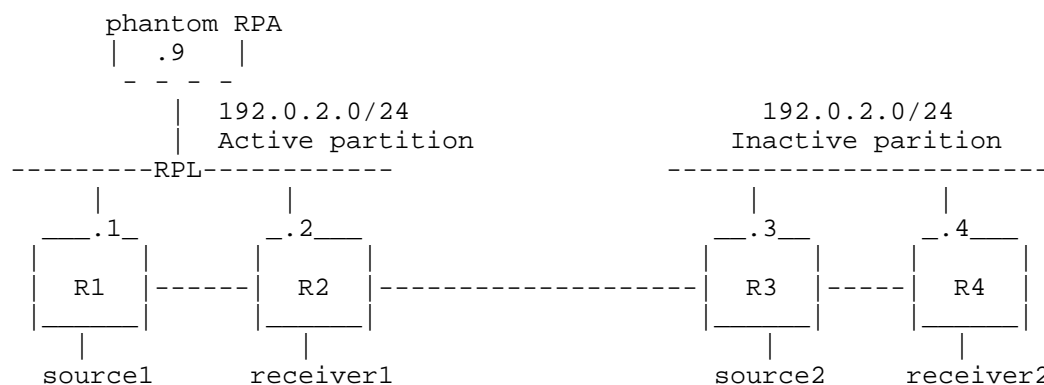 phantom RPA
.9
192.0.2.0/24 192.0.2.0/24
Active partition Inactive parition
RPL
.1 .2 .3 .4
R1 R2 R3 R4
source1 receiver1 source2 receiver2